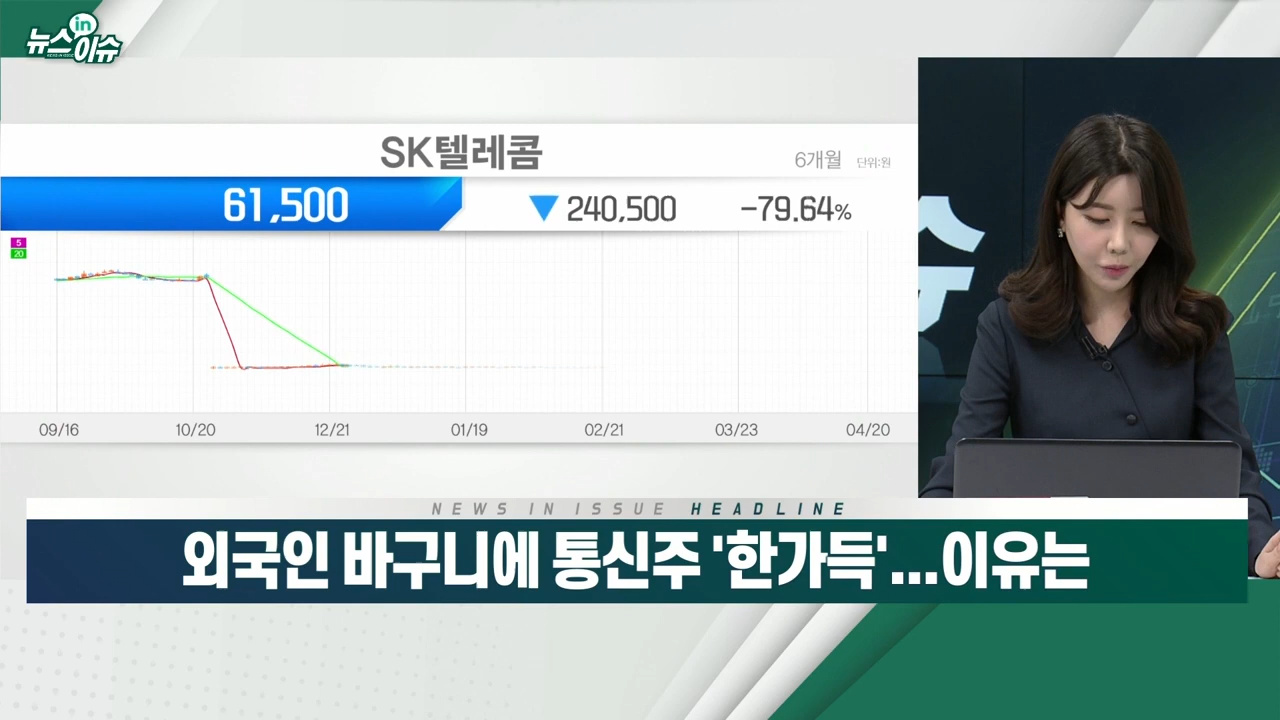 뉴스 in 이슈
SK텔레콤
6개월 단위:원
61,500 ▼ 240,500 -79.64%
5
20
09/16 10/20 12/21 01/19 02/21 03/23 04/20
NEWS IN ISSUE HEADLINE
외국인 바구니에 통신주 '한가득'...이유는